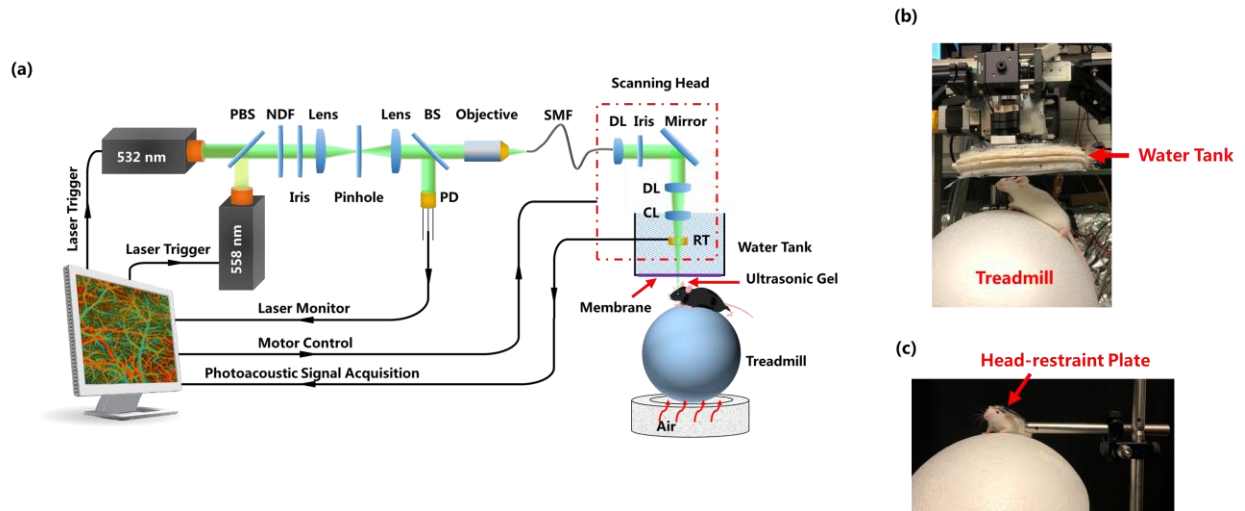 (a)
Scanning Head
PBS NDF Lens Lens BS Objective SMF DL Iris Mirror
532 nm
Iris Pinhole PD
DL
CL
RT
Laser Trigger
Laser Trigger
558 nm
Water Tank
Ultrasonic Gel
Membrane
Laser Monitor
Motor Control
Photoacoustic Signal Acquisition
Treadmill
Air
(b)
Water Tank
Treadmill
(c)
Head-restraint Plate